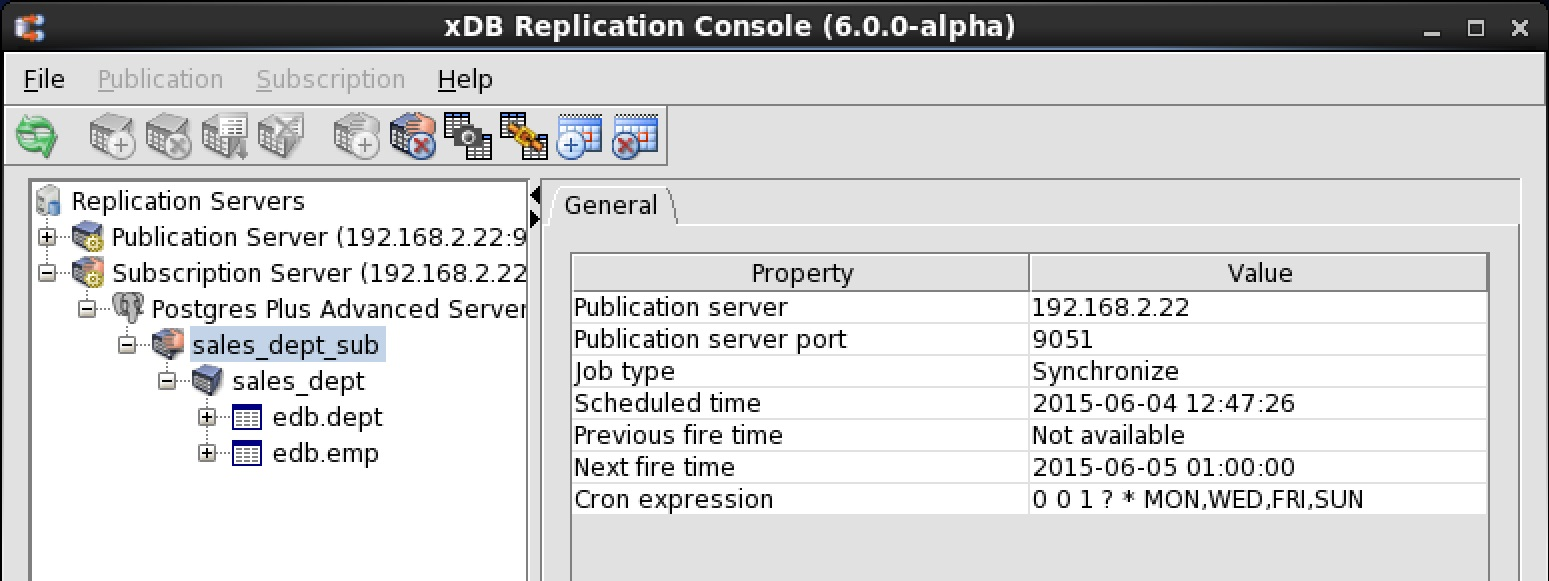 xDB Replication Console (6.0.0-alpha)
File Publication Subscription Help
Replication Servers
Publication Server (192.168.2.22:9
Subscription Server (192.168.2.22
Postgres Plus Advanced Server
sales_dept_sub
sales_dept
edb.dept
edb.emp
General
Property Value
Publication server 192.168.2.22
Publication server port 9051
Job type Synchronize
Scheduled time 2015-06-04 12:47:26
Previous fire time Not available
Next fire time 2015-06-05 01:00:00
Cron expression 0 0 1 ? * MON,WED,FRI,SUN